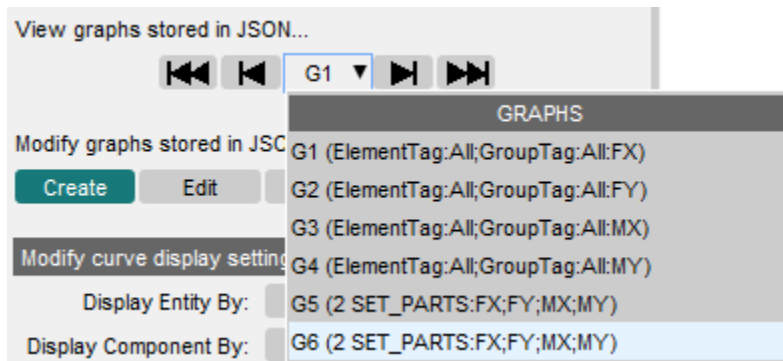 View graphs stored in JSON...
G1
GRAPHS
Modify graphs stored in JSC
G1 (ElementTag:All;GroupTag:All:FX)
Create Edit
G2 (ElementTag:All;GroupTag:All:FY)
G3 (ElementTag:All;GroupTag:All:MX)
Modify curve display setting
G4 (ElementTag:All;GroupTag:All:MY)
Display Entity By:
G5 (2 SET_PARTS:FX;FY;MX;MY)
Display Component By:
G6 (2 SET_PARTS:FX;FY;MX;MY)